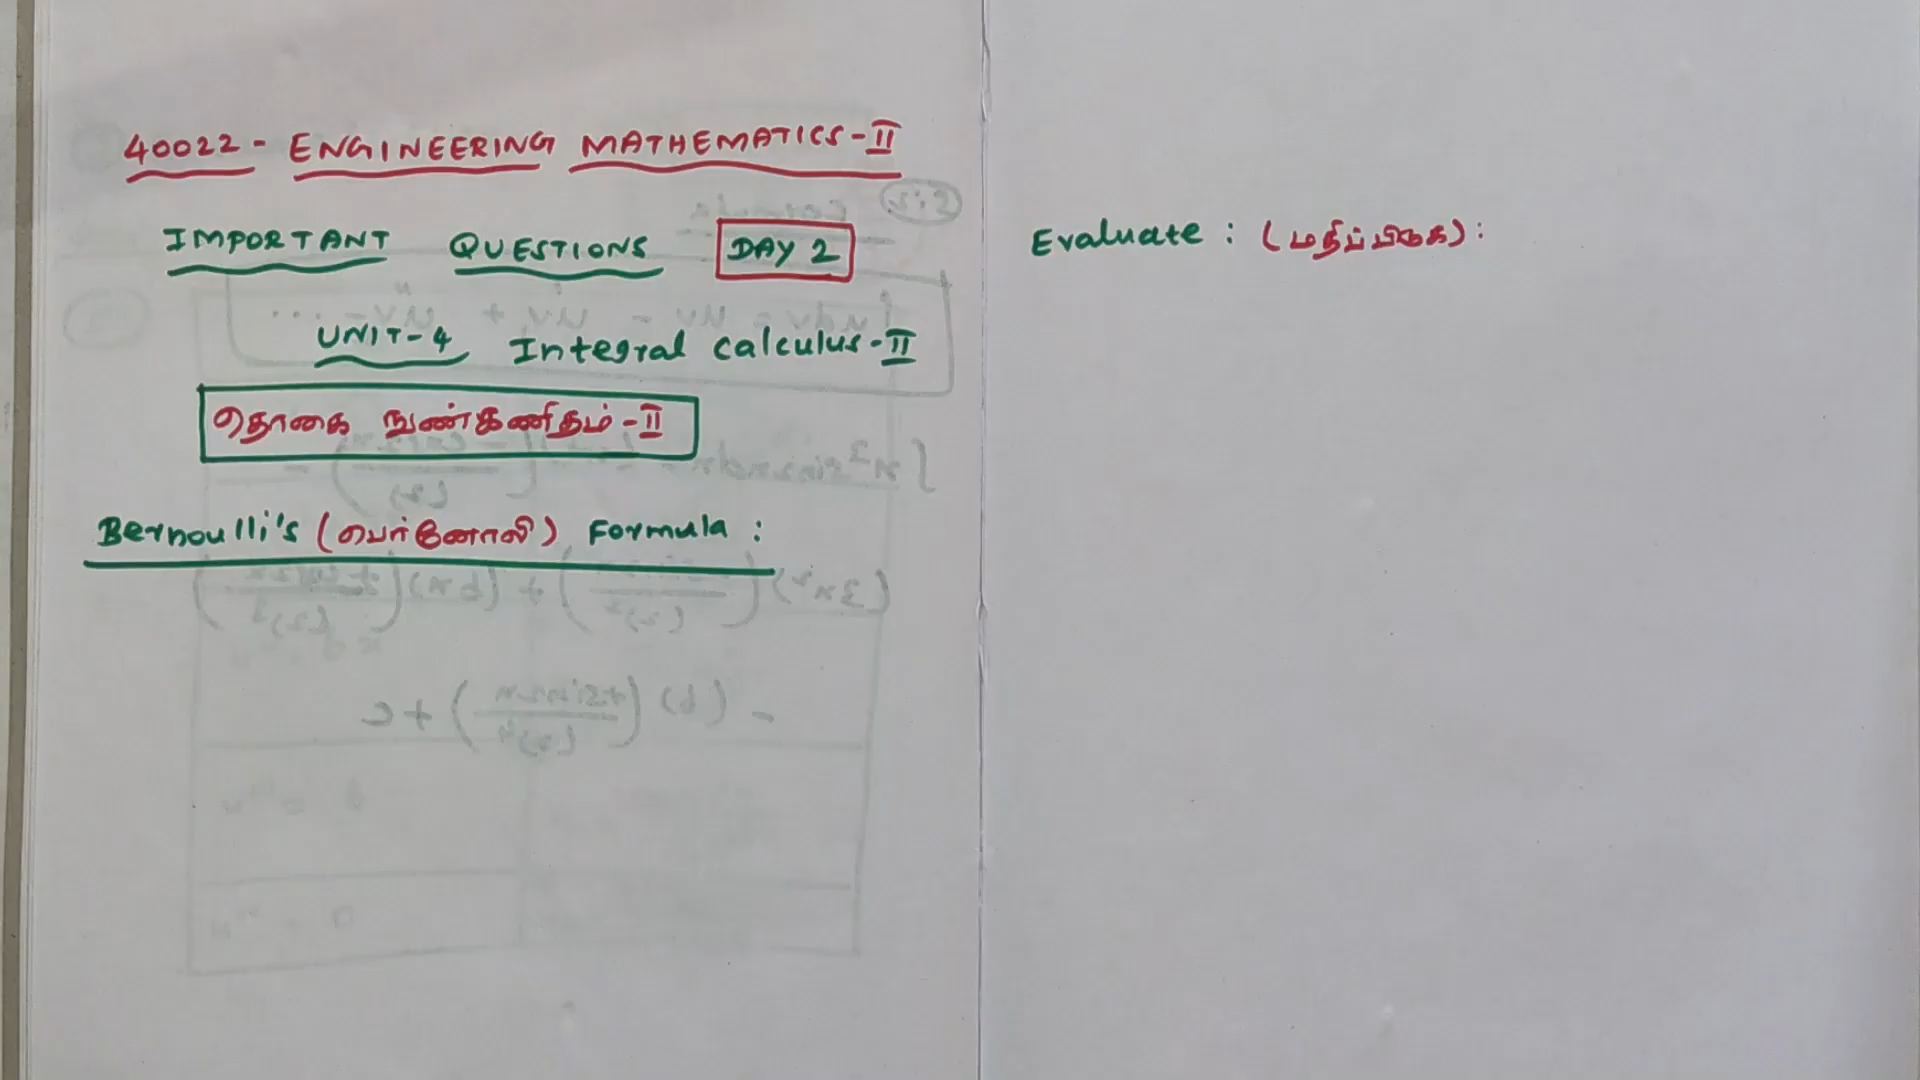 40022 - ENGINEERING MATHEMATICS-II
IMPORTANT QUESTIONS DAY 2
UNIT-4 Integral calculus-II
தொகை நுண்கணிதம்-II
Bernoulli's (பெர்னோலி) Formula :
Evaluate : (மதிப்பிடுக) :